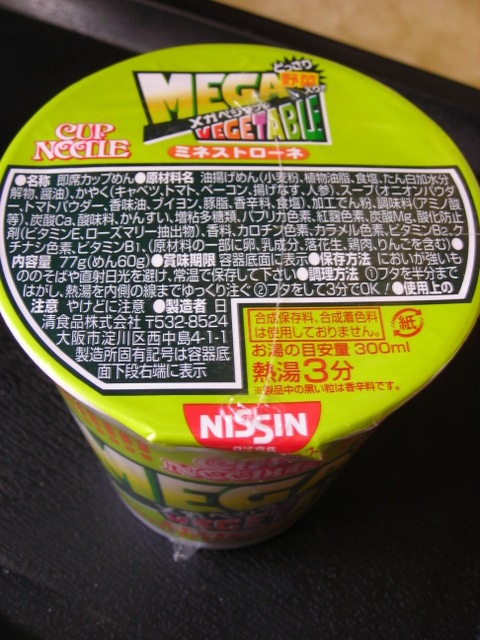 どっさり
野菜
入り!!
MEGA
メガベジタブル
VEGETABLE
CUP
NOODLE
ミネストローネ
●名称 即席カップめん●原材料名 油揚げめん(小麦粉、植物油脂、食塩、たん白加水分
解物、醤油)、かやく(キャベツ、トマト、ベーコン、揚げなす、人参)、スープ(オニオンパウダー、
トマトパウダー、香味油、ブイヨン、豚脂、香辛料、食塩)、加工でん粉、調味料(アミノ酸
等)、炭酸Ca、酸味料、かんすい、増粘多糖類、パプリカ色素、紅麹色素、炭酸Mg、酸化防止
剤(ビタミンE、ローズマリー抽出物)、香料、カロチン色素、カラメル色素、ビタミンB2、ク
チナシ色素、ビタミンB1、(原材料の一部に卵、乳成分、落花生、鶏肉、りんごを含む)●
内容量 77g(めん60g)●賞味期限 容器底面に表示●保存方法 においが強いも
ののそばや直射日光を避け、常温で保存して下さい●調理方法 ①フタを半分まで
はがし、熱湯を内側の線までゆっくり注ぐ②フタをして3分でOK!●使用上の
注意 やけどに注意 ●製造者 日
清食品株式会社 〒532-8524
大阪市淀川区西中島4-1-1
製造所固有記号は容器底
面下段右端に表示
合成保存料、合成着色料
は使用しておりません。
紙
お湯の目安量 300ml
熱湯3分
※製品中の黒い粒は香辛料です。
NISSIN
日清食品
CUP
NOODLE
MEGA